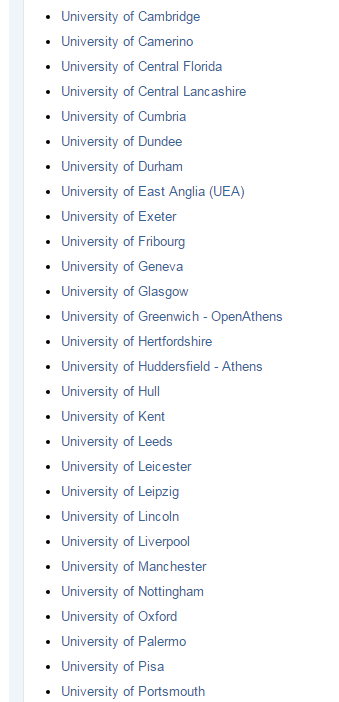 University of Cambridge
University of Camerino
University of Central Florida
University of Central Lancashire
University of Cumbria
University of Dundee
University of Durham
University of East Anglia (UEA)
University of Exeter
University of Fribourg
University of Geneva
University of Glasgow
University of Greenwich - OpenAthens
University of Hertfordshire
University of Huddersfield - Athens
University of Hull
University of Kent
University of Leeds
University of Leicester
University of Leipzig
University of Lincoln
University of Liverpool
University of Manchester
University of Nottingham
University of Oxford
University of Palermo
University of Pisa
University of Portsmouth